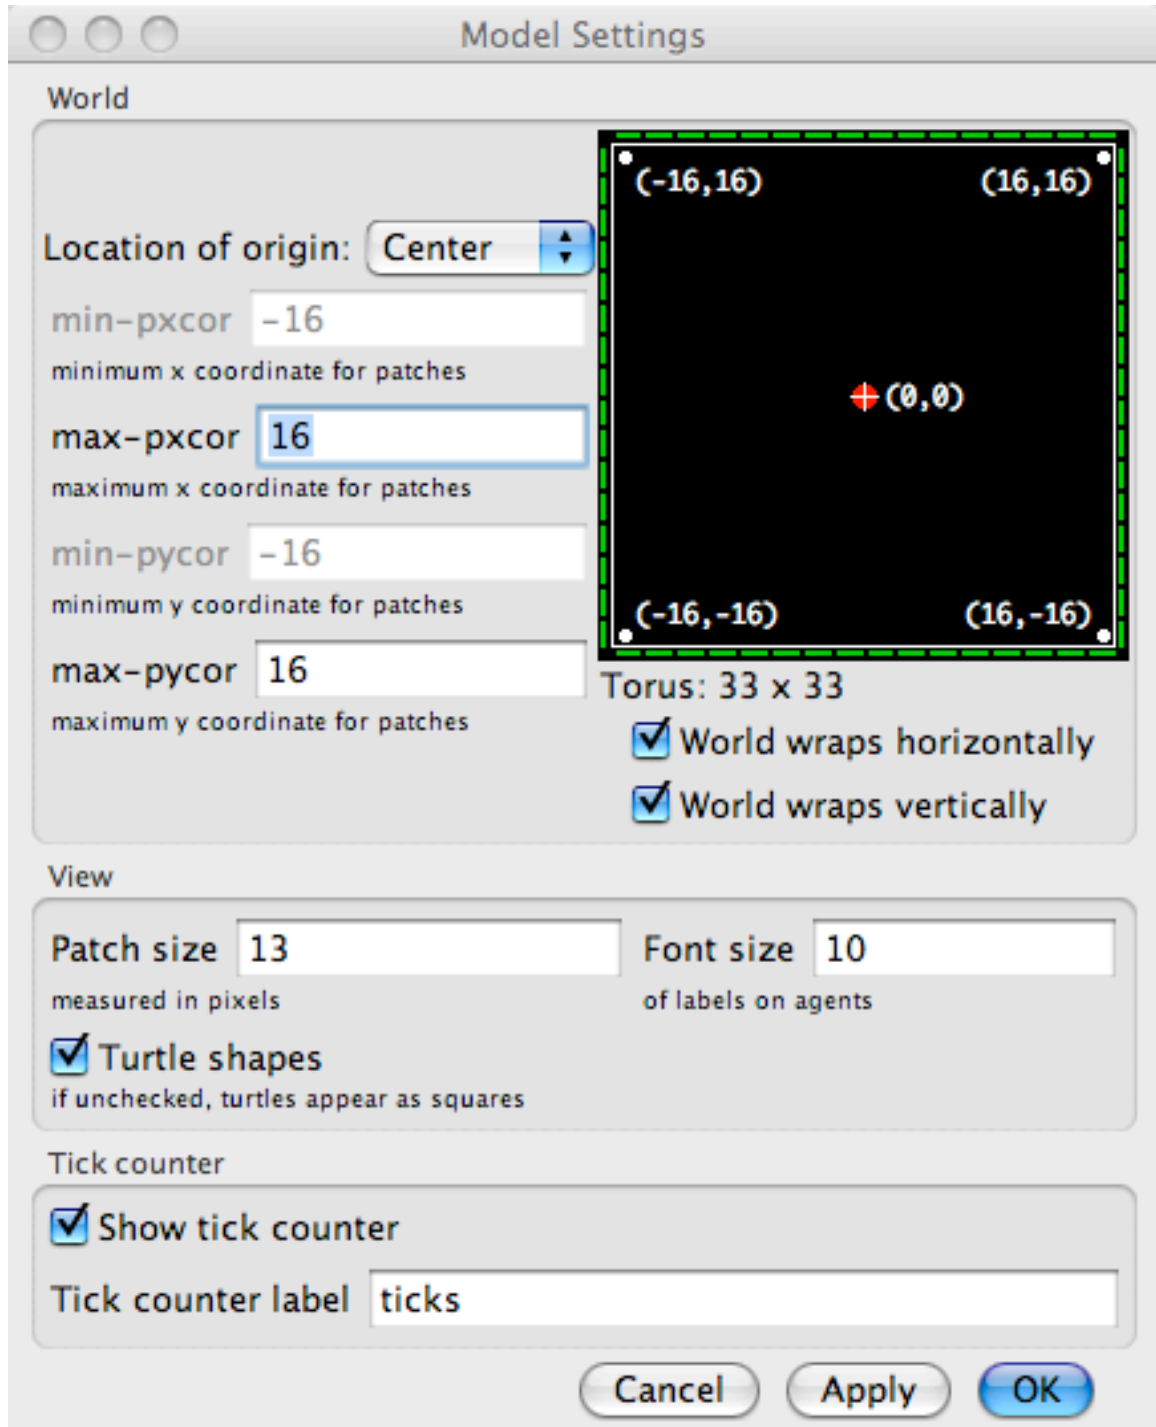 Model Settings
World
(-16,16) (16,16)
Location of origin: Center
min-pxcor -16
minimum x coordinate for patches
(0,0)
max-pxcor 16
maximum x coordinate for patches
min-pycor -16
minimum y coordinate for patches
(-16,-16) (16,-16)
max-pycor 16
maximum y coordinate for patches
Torus: 33 x 33
World wraps horizontally
World wraps vertically
View
Patch size 13 Font size 10
measured in pixels of labels on agents
Turtle shapes
if unchecked, turtles appear as squares
Tick counter
Show tick counter
Tick counter label ticks
Cancel Apply OK